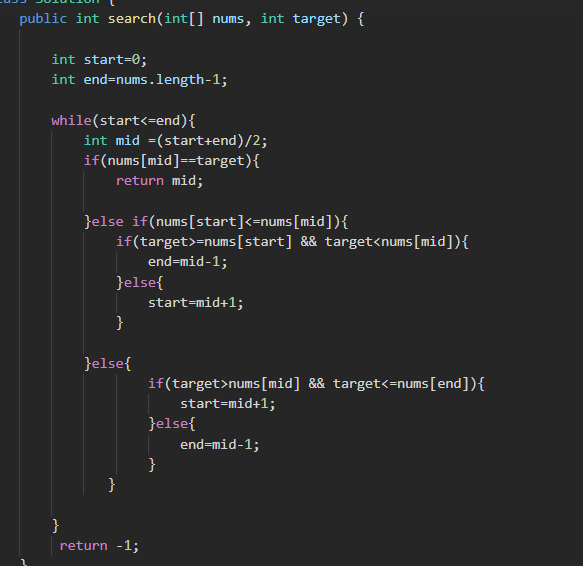 class Solution {
public int search(int[] nums, int target) {
int start=0;
int end=nums.length-1;
while(start<=end){
int mid =(start+end)/2;
if(nums[mid]==target){
return mid;
}else if(nums[start]<=nums[mid]){
if(target>=nums[start] && target<nums[mid]){
end=mid-1;
}else{
start=mid+1;
}
}else{
if(target>nums[mid] && target<=nums[end]){
start=mid+1;
}else{
end=mid-1;
}
}
}
return -1;
}